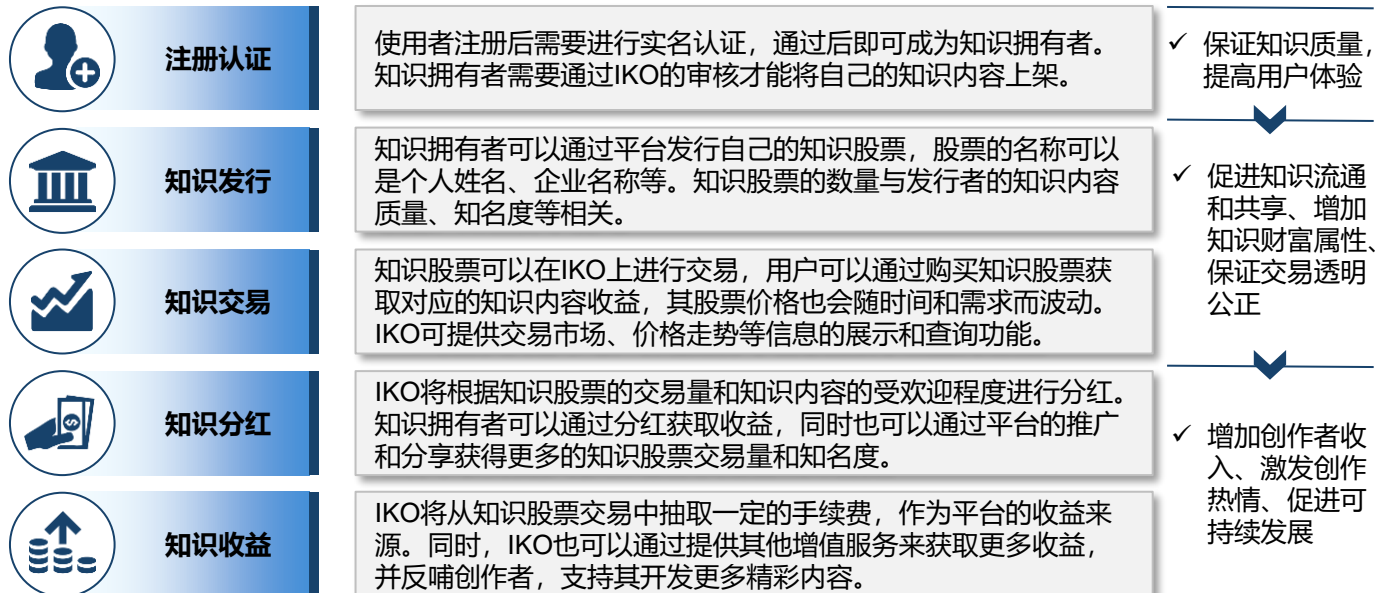 注册认证
使用者注册后需要进行实名认证，通过后即可成为知识拥有者。
知识拥有者需要通过IKO的审核才能将自己的知识内容上架。
✓ 保证知识质量，
提高用户体验
知识发行
知识拥有者可以通过平台发行自己的知识股票，股票的名称可以
是个人姓名、企业名称等。知识股票的数量与发行者的知识内容
质量、知名度等相关。
✓ 促进知识流通
和共享、增加
知识财富属性、
保证交易透明
公正
知识交易
知识股票可以在IKO上进行交易，用户可以通过购买知识股票获
取对应的知识内容收益，其股票价格也会随时间和需求而波动。
IKO可提供交易市场、价格走势等信息的展示和查询功能。
知识分红
IKO将根据知识股票的交易量和知识内容的受欢迎程度进行分红。
知识拥有者可以通过分红获取收益，同时也可以通过平台的推广
和分享获得更多的知识股票交易量和知名度。
✓ 增加创作者收
入、激发创作
热情、促进可
持续发展
知识收益
IKO将从知识股票交易中抽取一定的手续费，作为平台的收益来
源。同时，IKO也可以通过提供其他增值服务来获取更多收益，
并反哺创作者，支持其开发更多精彩内容。